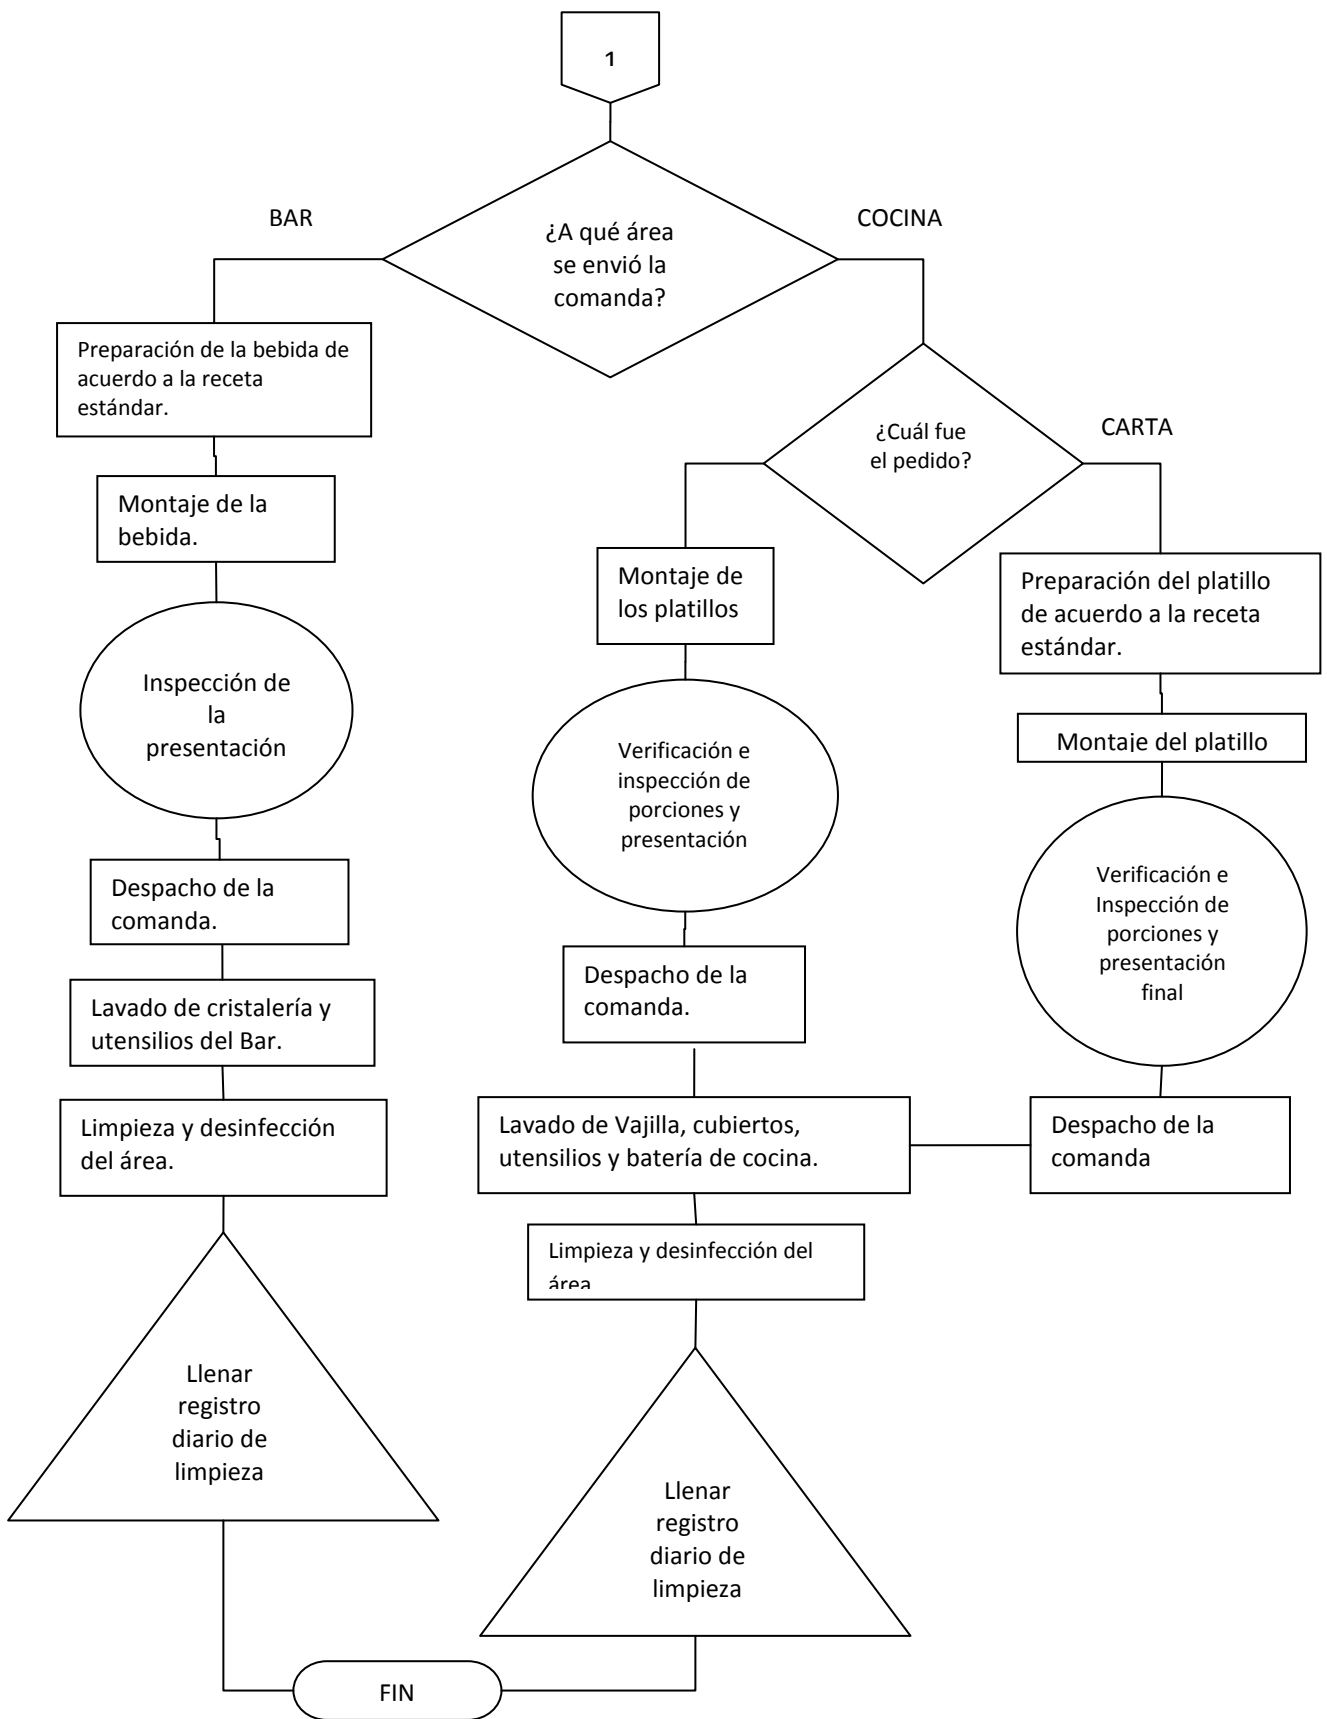 1
BAR
COCINA
¿A qué área
se envió la
comanda?
Preparación de la bebida de
acuerdo a la receta
estándar.
¿Cuál fue
el pedido?
CARTA
Montaje de la
bebida.
Montaje de
los platillos
Preparación del platillo
de acuerdo a la receta
estándar.
Inspección de
la
presentación
Verificación e
inspección de
porciones y
presentación
Montaje del platillo
Verificación e
Inspección de
porciones y
presentación
final
Despacho de la
comanda.
Despacho de la
comanda.
Lavado de cristalería y
utensilios del Bar.
Limpieza y desinfección
del área.
Lavado de Vajilla, cubiertos,
utensilios y batería de cocina.
Despacho de la
comanda
Limpieza y desinfección del
área
Llenar
registro
diario de
limpieza
Llenar
registro
diario de
limpieza
FIN